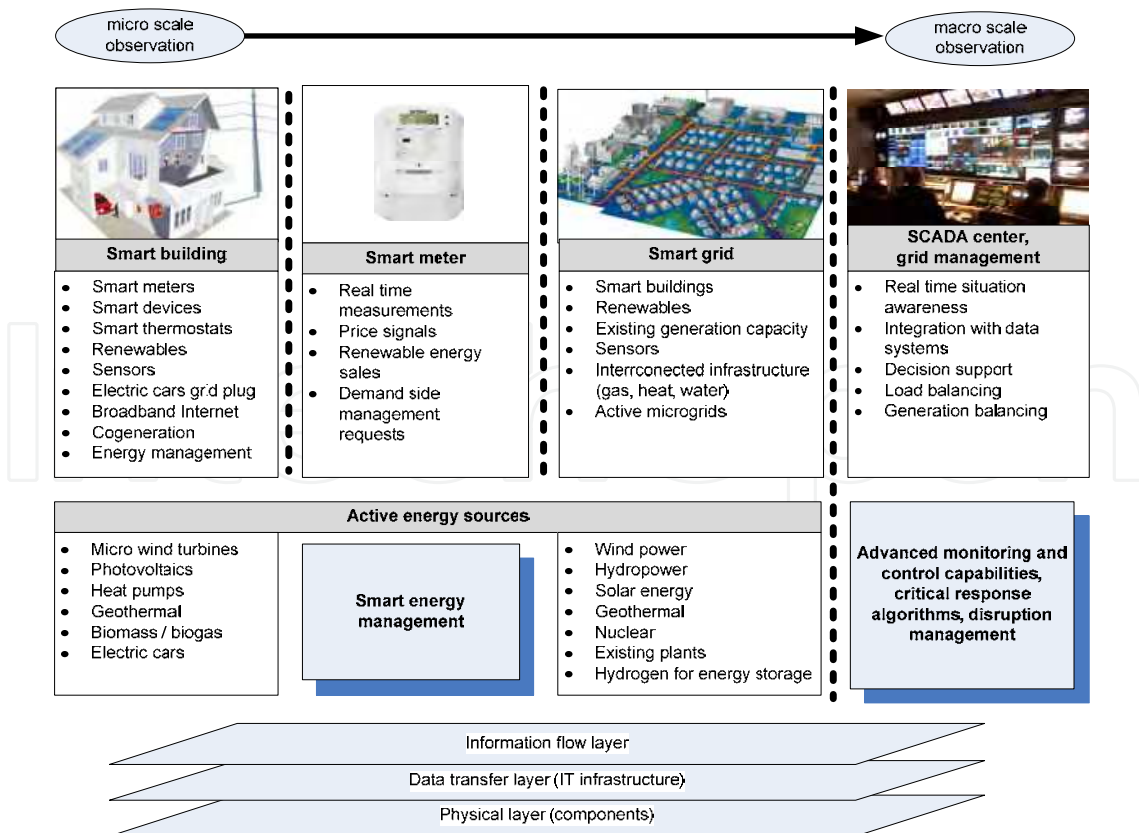 micro scale
observation
macro scale
observation
Smart building
• Smart meters
• Smart devices
• Smart thermostats
• Renewables
• Sensors
• Electric cars grid plug
• Broadband Internet
• Cogeneration
• Energy management
Smart meter
• Real time
measurements
• Price signals
• Renewable energy
sales
• Demand side
management
requests
Smart grid
• Smart buildings
• Renewables
• Existing generation capacity
• Sensors
• Interrconected infrastructure
(gas, heat, water)
• Active microgrids
SCADA center,
grid management
• Real time situation
awareness
• Integration with data
systems
• Decision support
• Load balancing
• Generation balancing
Active energy sources
• Micro wind turbines
• Photovoltaics
• Heat pumps
• Geothermal
• Biomass / biogas
• Electric cars
Smart energy
management
• Wind power
• Hydropower
• Solar energy
• Geothermal
• Nuclear
• Existing plants
• Hydrogen for energy storage
Advanced monitoring and
control capabilities,
critical response
algorithms, disruption
management
Information flow layer
Data transfer layer (IT infrastructure)
Physical layer (components)